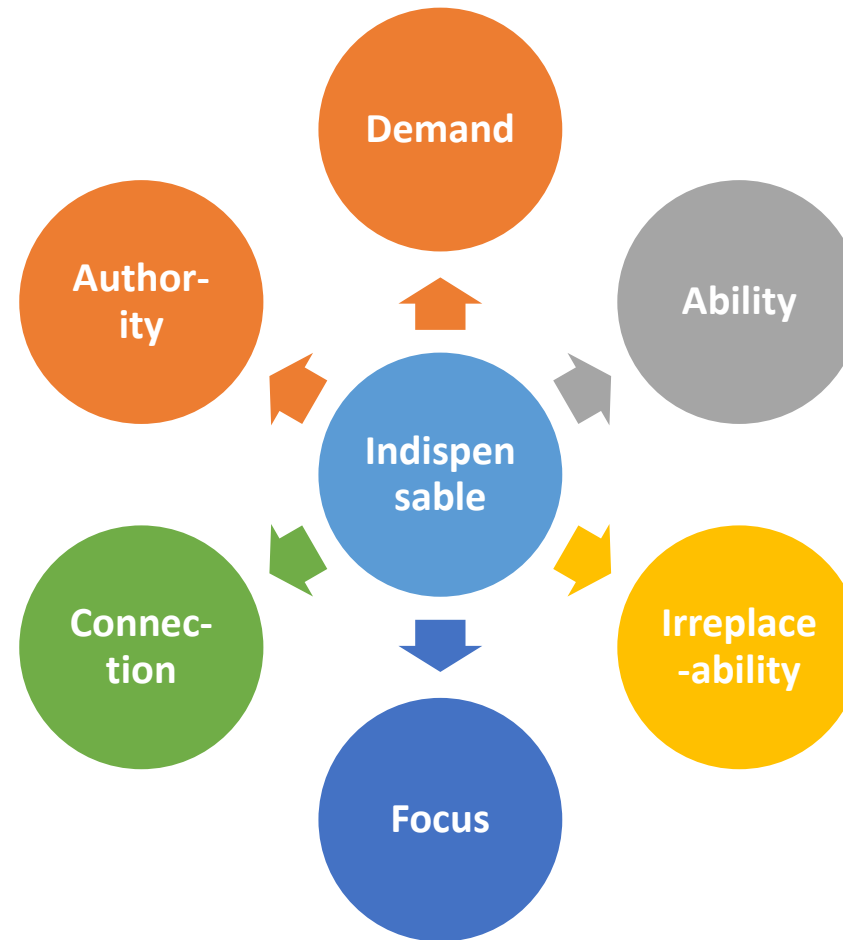 Demand
Author-
ity
Ability
Indispen
sable
Connec-
tion
Irreplace
-ability
Focus